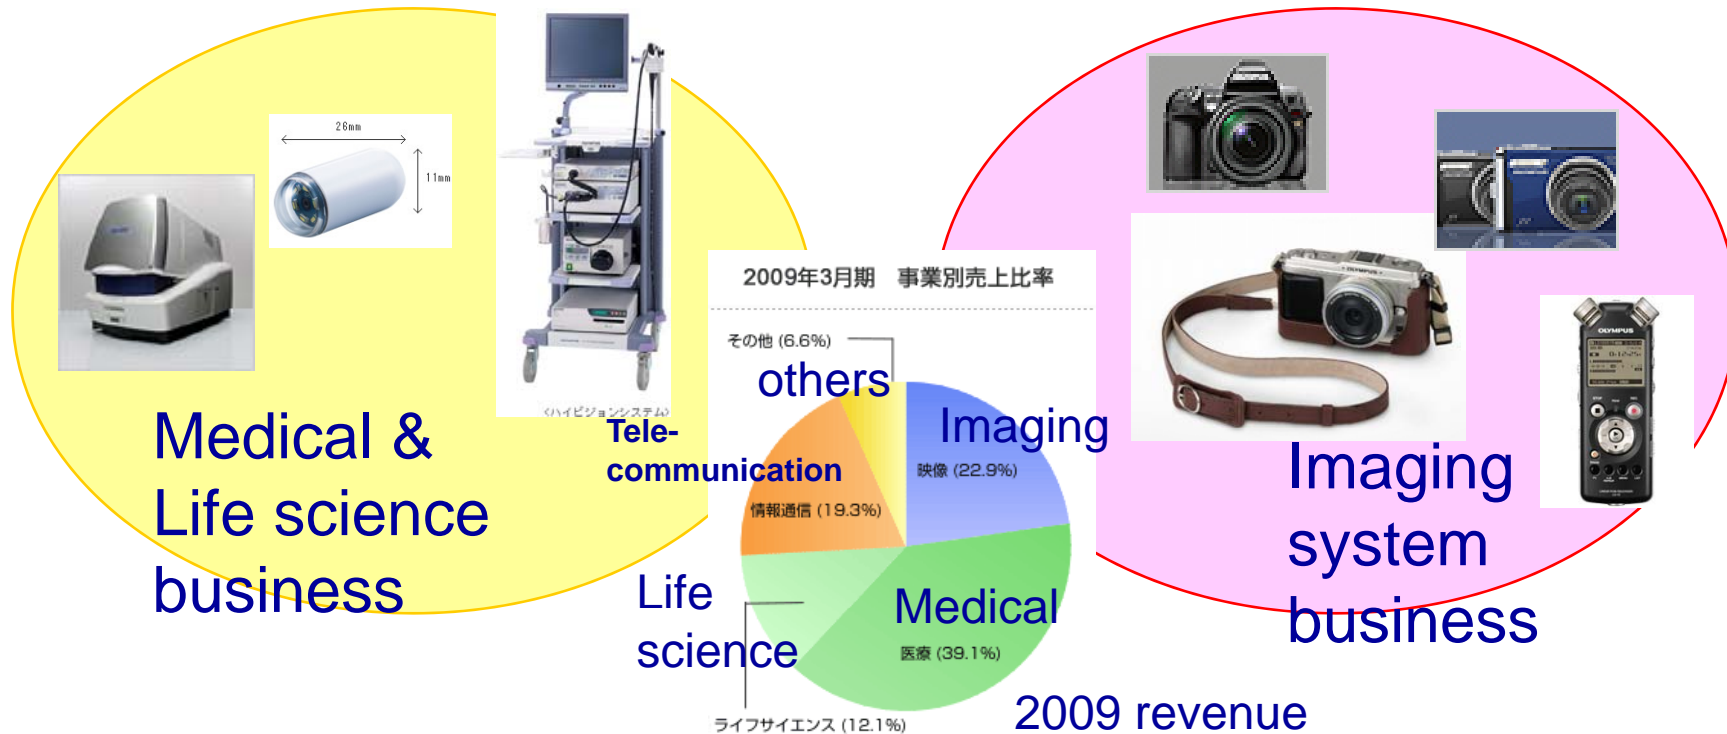 26mm
11mm
〈ハイビジョンシステム〉
Medical &
Life science
business
2009年3月期 事業別売上比率
その他 (6.6%)
others
Tele-
communication
情報通信 (19.3%)
Imaging
映像 (22.9%)
Life
science
Medical
医療 (39.1%)
ライフサイエンス (12.1%)
2009 revenue
OLYMPUS
OLYMPUS
Imaging
system
business